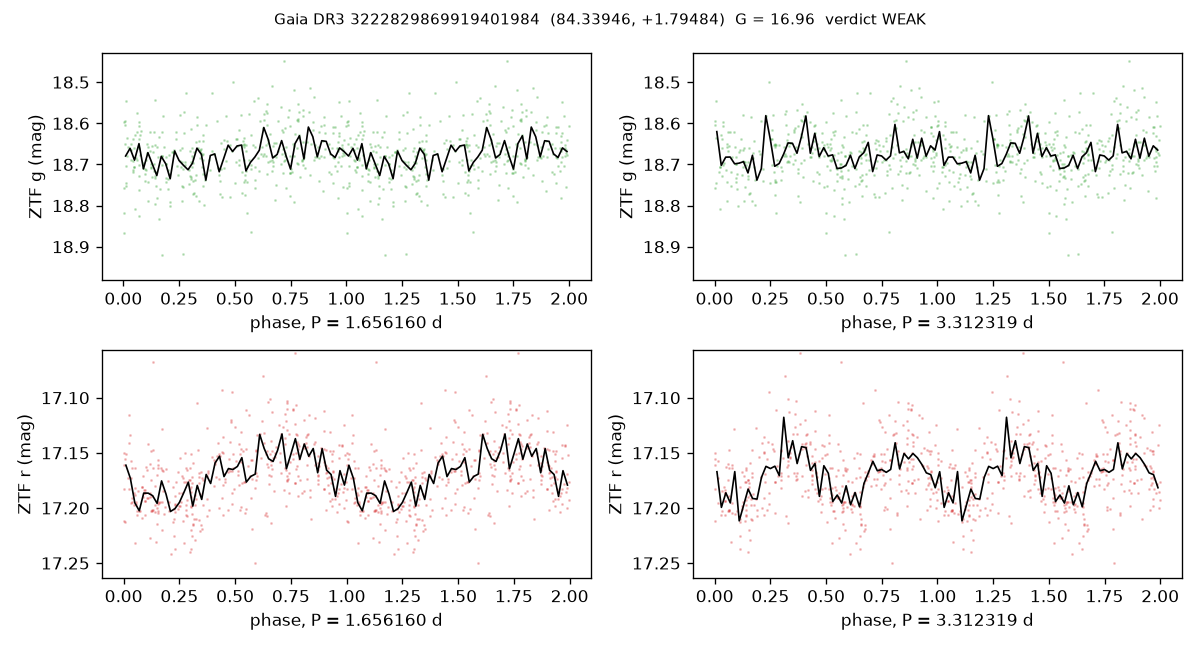 Gaia DR3 3222829869919401984 (84.33946, +1.79484) G = 16.96 verdict WEAK
ZTF g (mag)
18.5
18.6
18.7
18.8
18.9
0.00 0.25 0.50 0.75 1.00 1.25 1.50 1.75 2.00
phase, P = 1.656160 d
ZTF g (mag)
18.5
18.6
18.7
18.8
18.9
0.00 0.25 0.50 0.75 1.00 1.25 1.50 1.75 2.00
phase, P = 3.312319 d
ZTF r (mag)
17.10
17.15
17.20
17.25
0.00 0.25 0.50 0.75 1.00 1.25 1.50 1.75 2.00
phase, P = 1.656160 d
ZTF r (mag)
17.10
17.15
17.20
17.25
0.00 0.25 0.50 0.75 1.00 1.25 1.50 1.75 2.00
phase, P = 3.312319 d